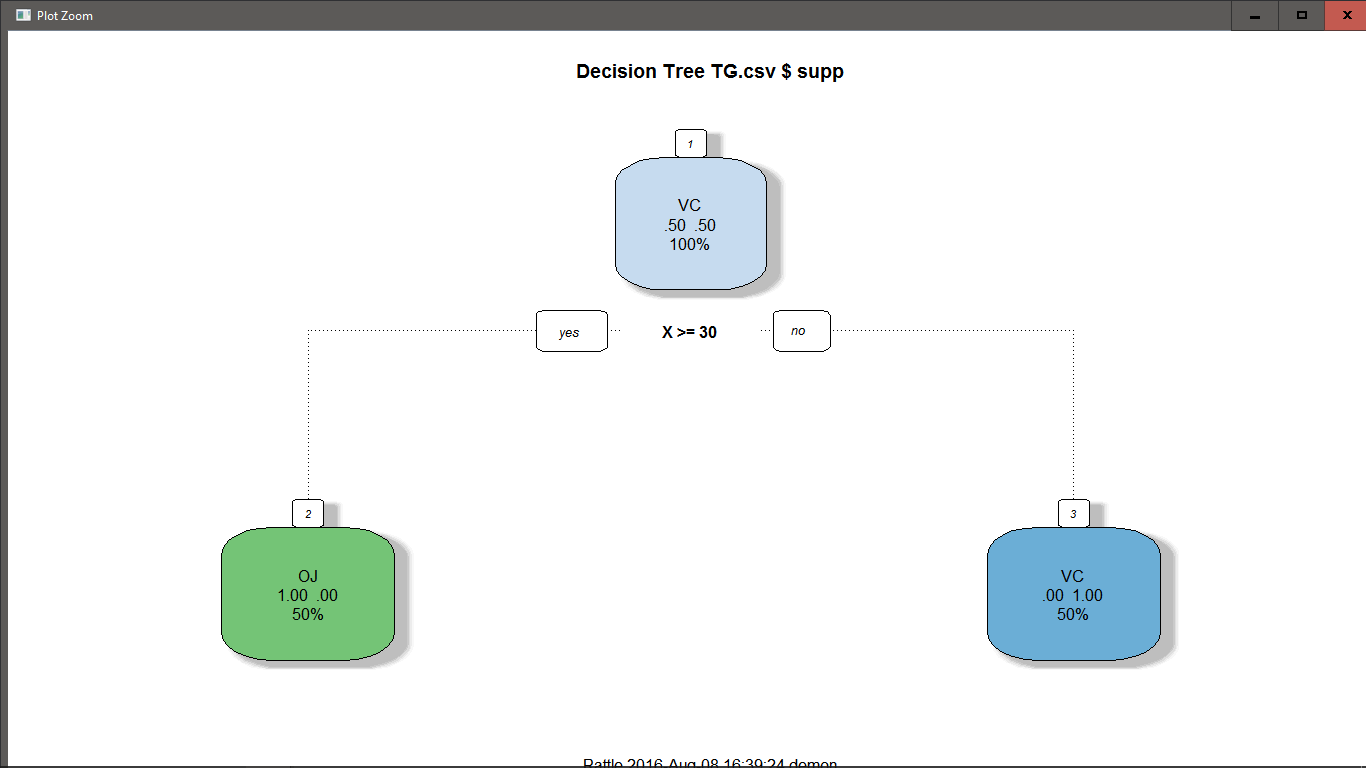 Plot Zoom
Decision Tree TG.csv $ supp
1
VC
.50 .50
100%
yes
X >= 30
no
2
OJ
1.00 .00
50%
3
VC
.00 1.00
50%
Rattle 2016-Aug-08 16:39:24 demon